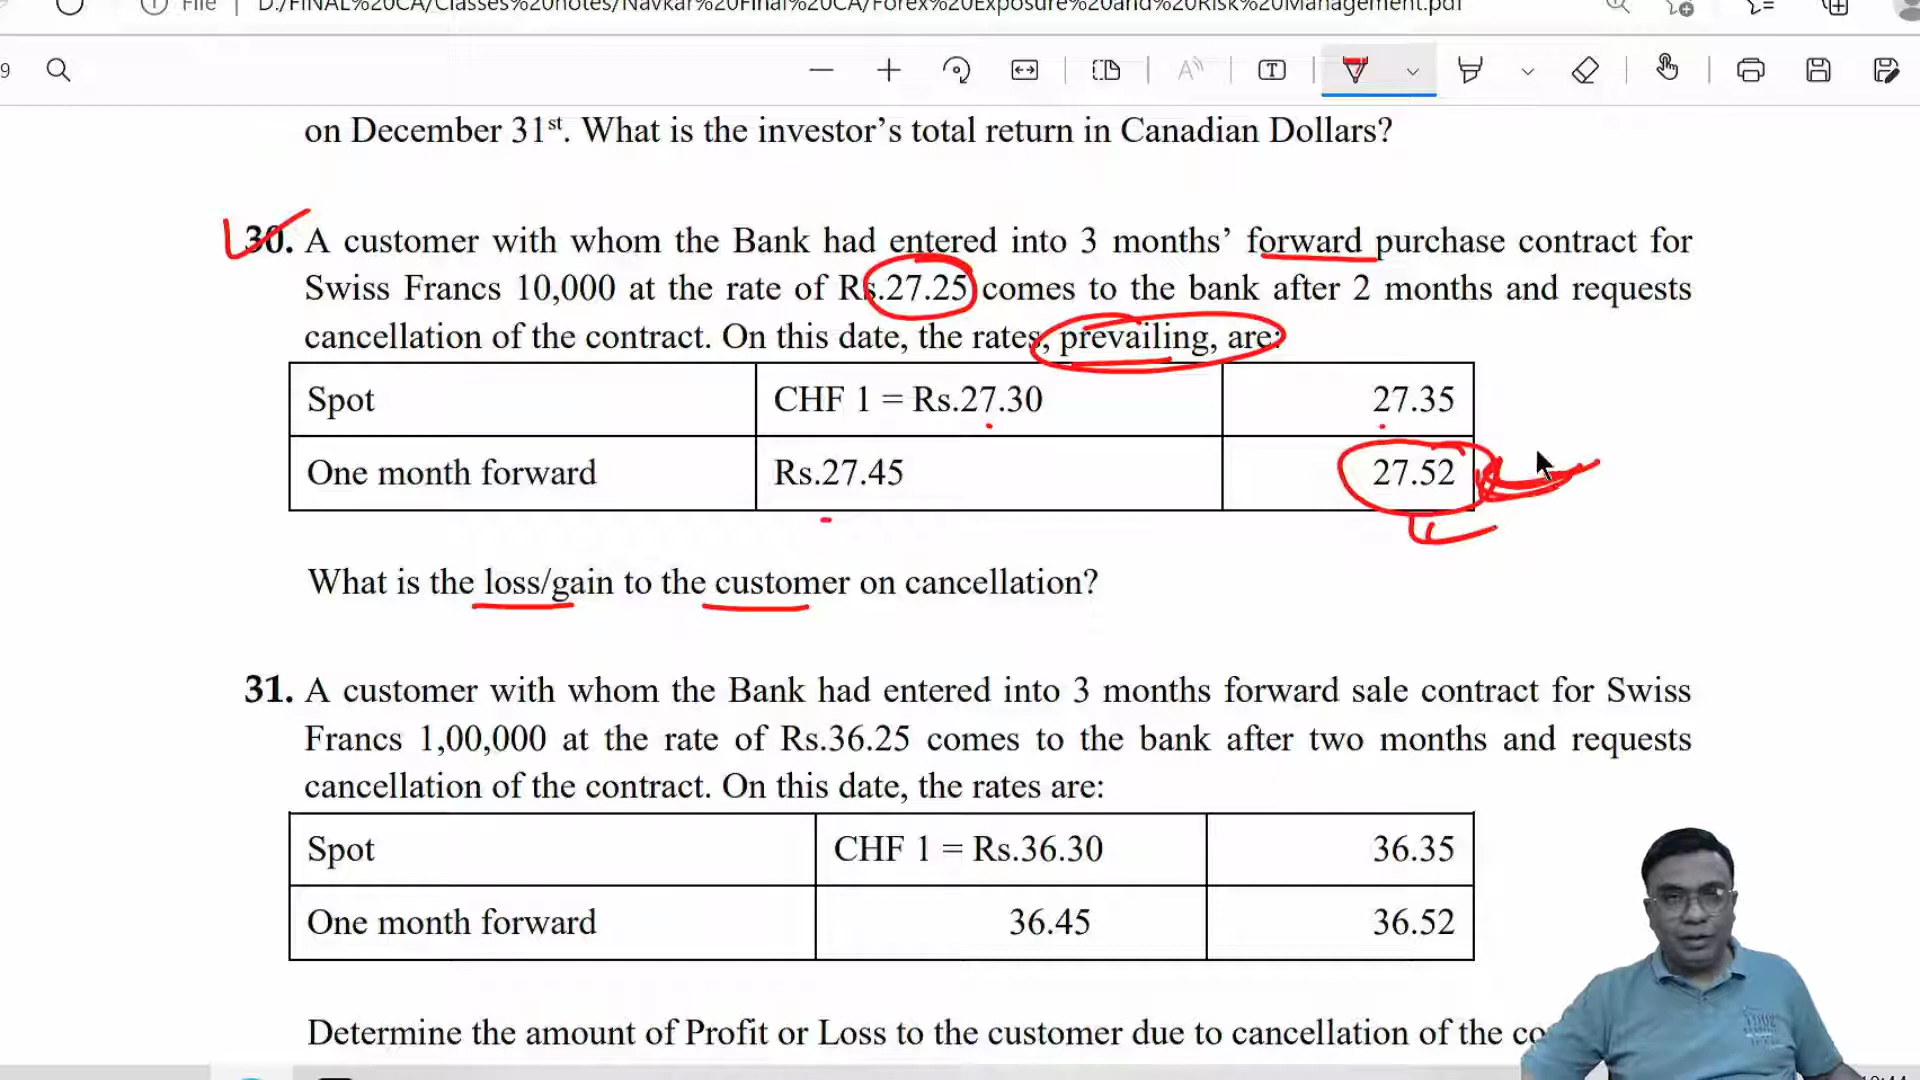 File
D:/FINAL%20CA/Classes%20notes/Navkar%20Final%20CA/Forex%20Exposure%20and%20Risk%20Management.pdf
9
on December 31st. What is the investor’s total return in Canadian Dollars?
30. A customer with whom the Bank had entered into 3 months’ forward purchase contract for
Swiss Francs 10,000 at the rate of Rs.27.25 comes to the bank after 2 months and requests
cancellation of the contract. On this date, the rates, prevailing, are:
Spot CHF 1 = Rs.27.30 27.35
One month forward Rs.27.45 27.52
What is the loss/gain to the customer on cancellation?
31. A customer with whom the Bank had entered into 3 months forward sale contract for Swiss
Francs 1,00,000 at the rate of Rs.36.25 comes to the bank after two months and requests
cancellation of the contract. On this date, the rates are:
Spot CHF 1 = Rs.36.30 36.35
One month forward 36.45 36.52
Determine the amount of Profit or Loss to the customer due to cancellation of the